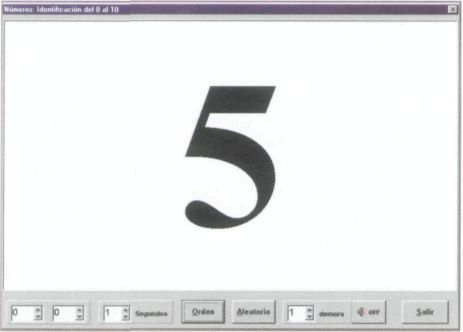 Números: Identificación del 0 al 10
5
0 0 1 Segundos Orden Aleatorio 1 demora OFF Salir